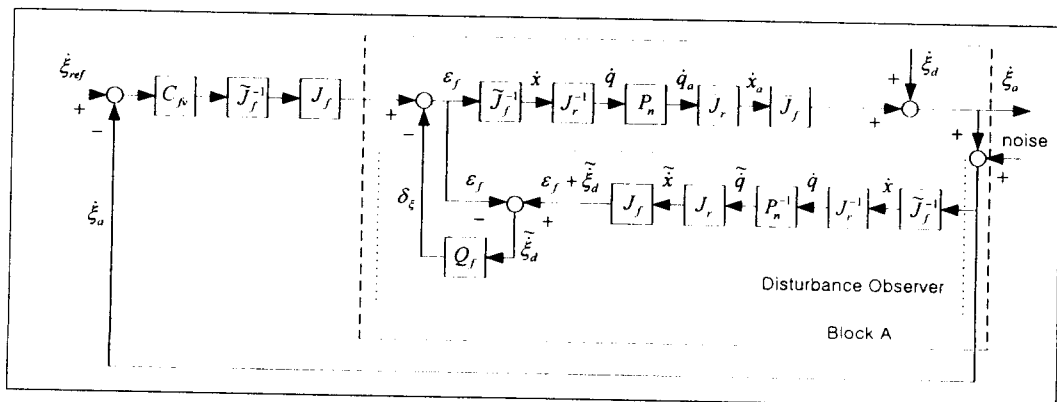 ξ̇_ref
+
−
C_fv
J̃_f⁻¹
J_f
+
−
ε_f
J̃_f⁻¹
ẋ
J_r⁻¹
q̇
P_n
q̇_a
J_r
ẋ_a
J_f
+
ξ̇_d
+
ξ̇_a
+
noise
+
ξ̇_a
δ_ξ
ε_f
−
ε_f + ξ̃̇_d
+
J_f
x̃̇
J_r
q̃̇
P_n⁻¹
q̇
J_r⁻¹
ẋ
J̃_f⁻¹
Q_f
ξ̃̇_d
Disturbance Observer
Block A